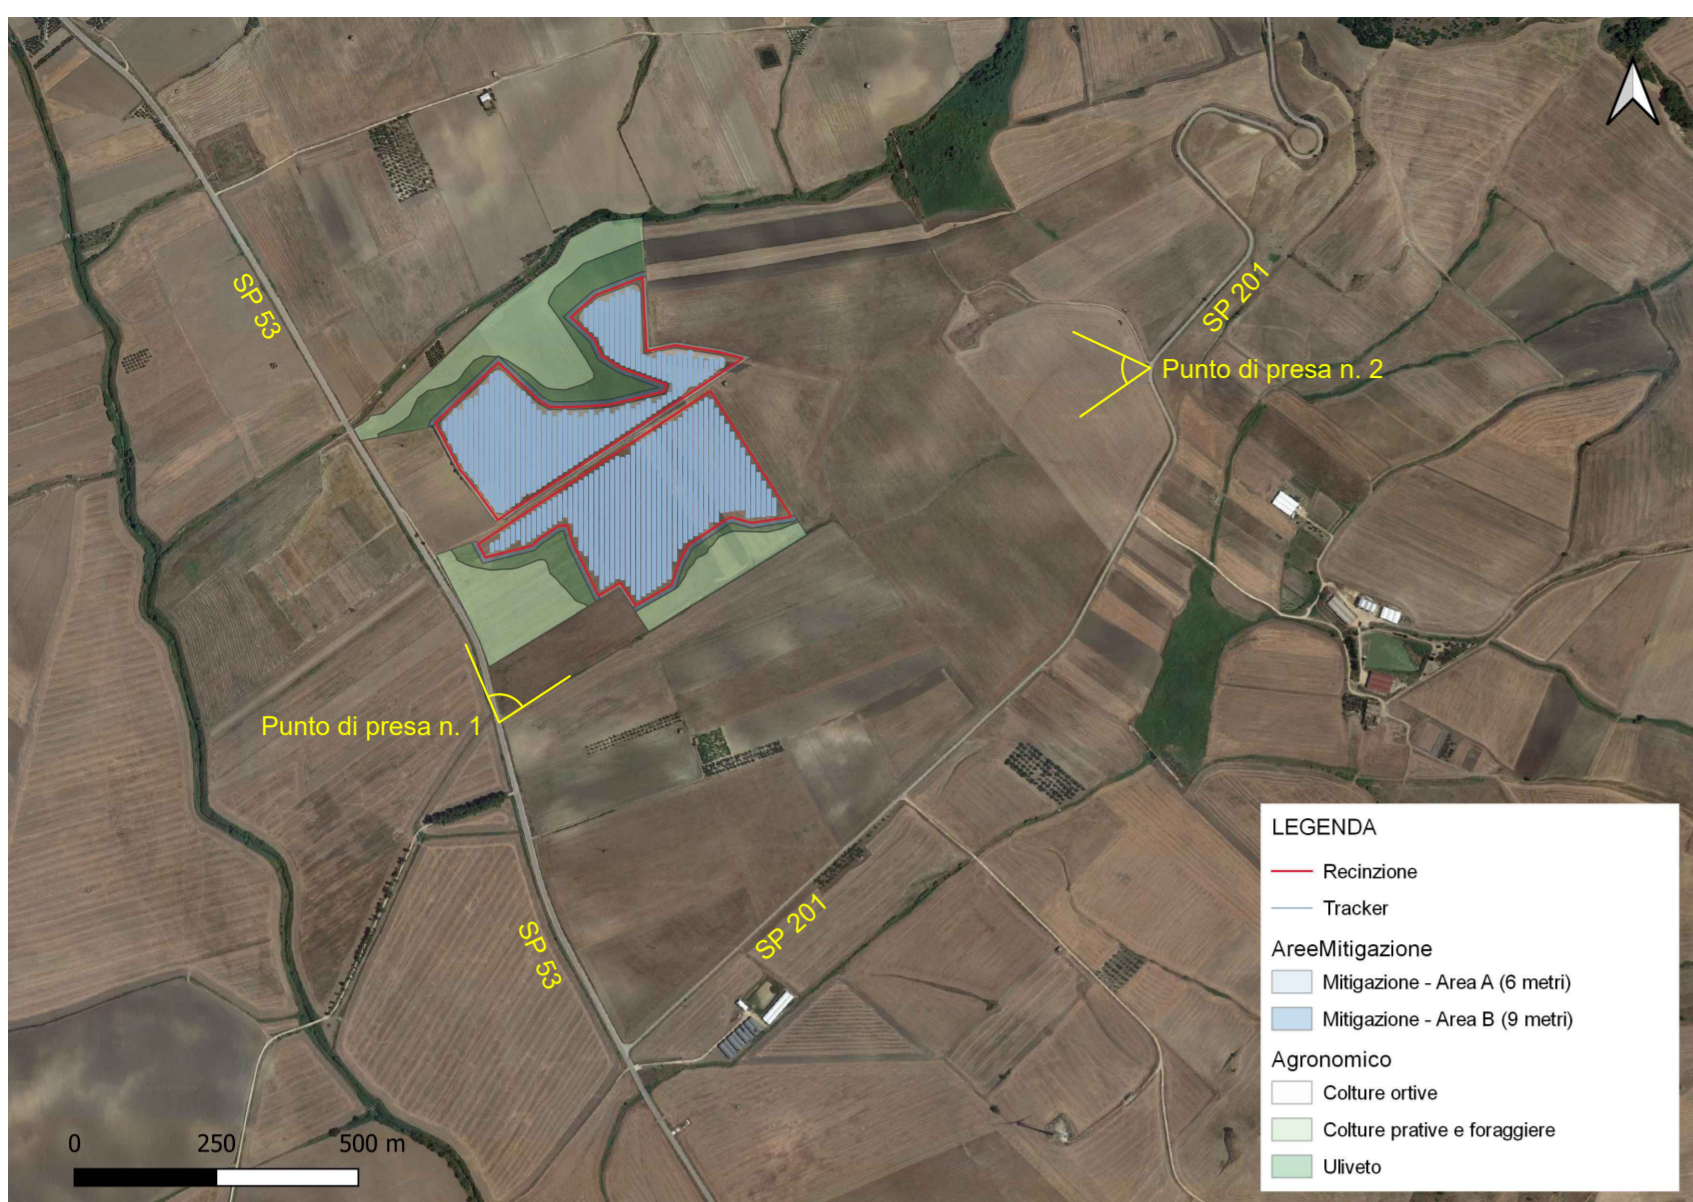 SP 53
SP 201
Punto di presa n. 2
Punto di presa n. 1
SP 53
SP 201
LEGENDA
Recinzione
Tracker
AreeMitigazione
Mitigazione - Area A (6 metri)
Mitigazione - Area B (9 metri)
Agronomico
Colture ortive
Colture prative e foraggiere
Uliveto
0 250 500 m